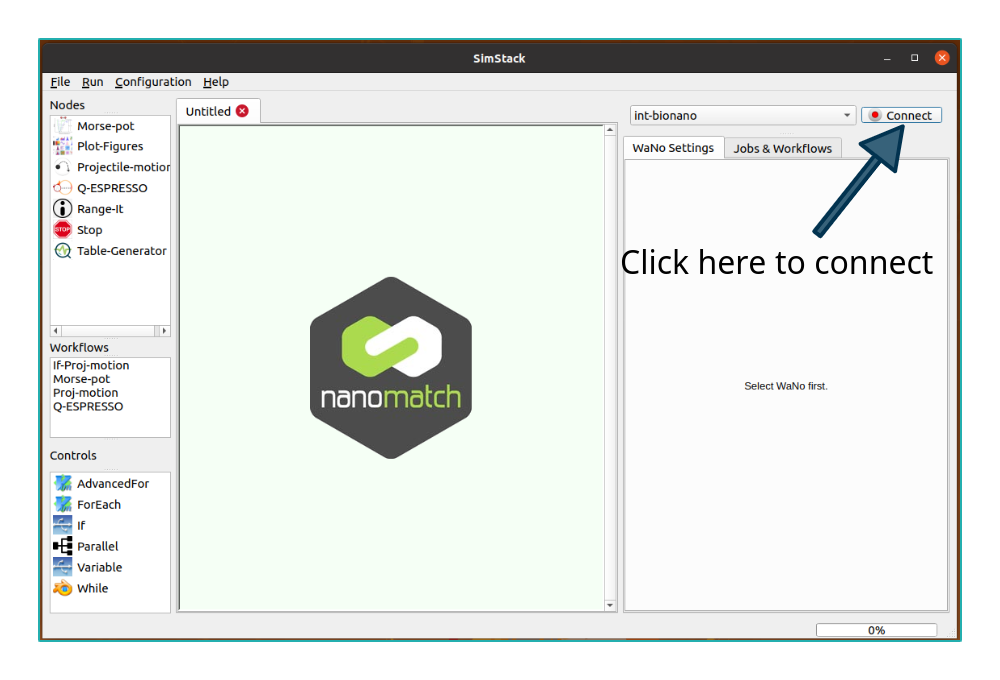 SimStack
File Run Configuration Help
Nodes
Morse-pot
Plot-Figures
Projectile-motion
Q-ESPRESSO
Range-It
STOP Stop
Table-Generator
Workflows
If-Proj-motion
Morse-pot
Proj-motion
Q-ESPRESSO
Controls
AdvancedFor
ForEach
If
Parallel
Variable
While
Untitled
nanomatch
int-bionano Connect
WaNo Settings Jobs & Workflows
Click here to connect
Select WaNo first.
0%